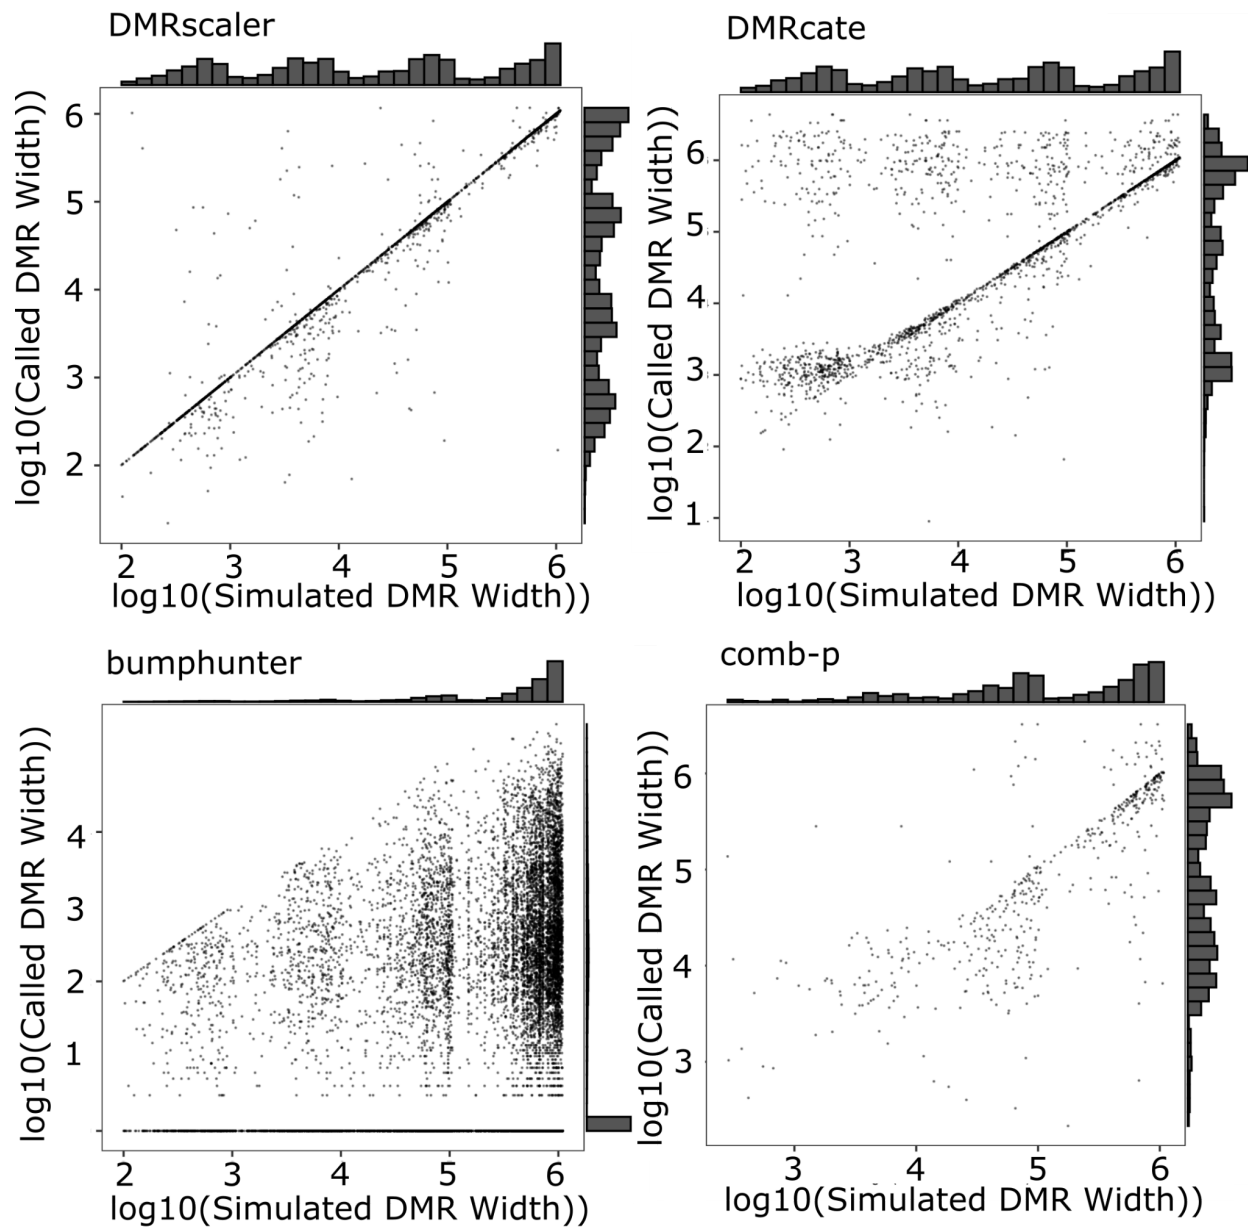 DMRscaler
log10(Called DMR Width))
6
5
4
3
2
2 3 4 5 6
log10(Simulated DMR Width))
DMRcate
log10(Called DMR Width))
6
5
4
3
2
1
2 3 4 5 6
log10(Simulated DMR Width))
bumphunter
log10(Called DMR Width))
4
3
2
1
2 3 4 5 6
log10(Simulated DMR Width))
comb-p
log10(Called DMR Width))
6
5
4
3
3 4 5 6
log10(Simulated DMR Width))